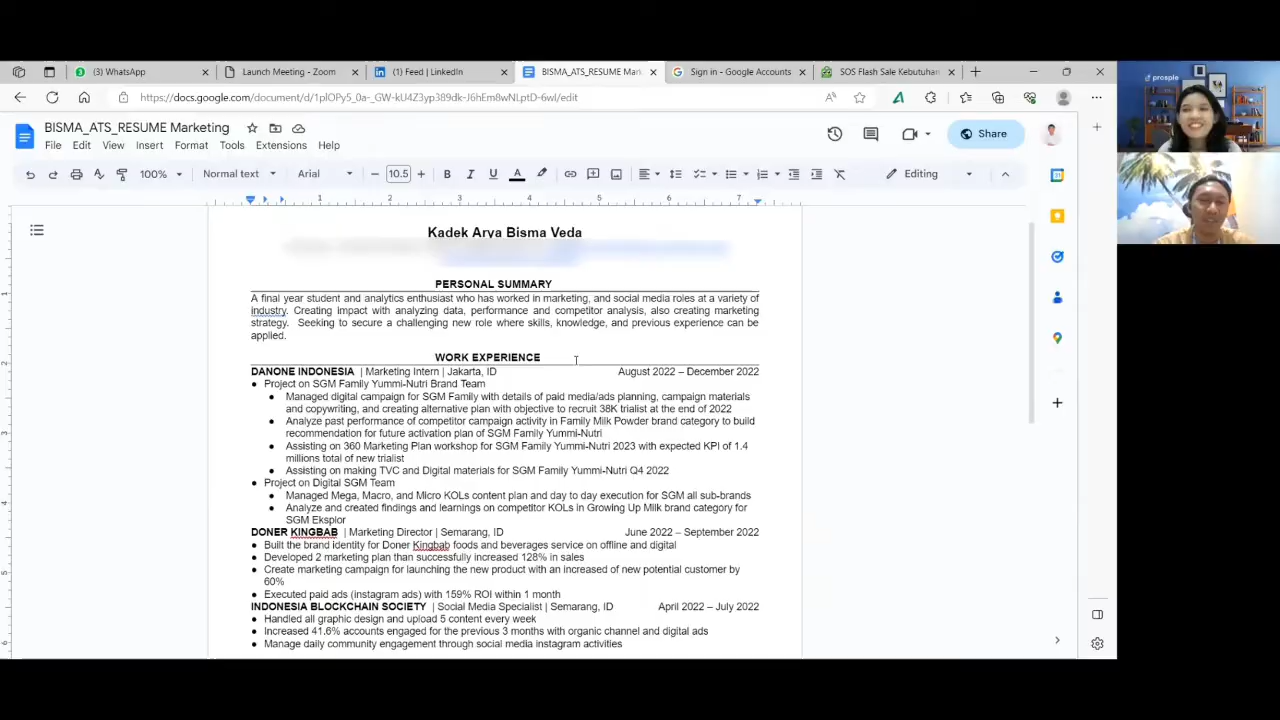 (3) WhatsApp
Launch Meeting - Zoom
(1) Feed | LinkedIn
BISMA_ATS_RESUME Mark
Sign in - Google Accounts
SOS Flash Sale Kebutuhan
https://docs.google.com/document/d/1plOPy5_0a-_GW-kU4Z3yp389dk-J6hEm8wNLptD-6wI/edit
prosple
BISMA_ATS_RESUME Marketing
Share
File Edit View Insert Format Tools Extensions Help
100% Normal text Arial 10.5 Editing
1 2 3 4 5 6 7
Kadek Arya Bisma Veda
PERSONAL SUMMARY
A final year student and analytics enthusiast who has worked in marketing, and social media roles at a variety of
industry. Creating impact with analyzing data, performance and competitor analysis, also creating marketing
strategy. Seeking to secure a challenging new role where skills, knowledge, and previous experience can be
applied.
WORK EXPERIENCE
DANONE INDONESIA | Marketing Intern | Jakarta, ID August 2022 – December 2022
● Project on SGM Family Yummi-Nutri Brand Team
● Managed digital campaign for SGM Family with details of paid media/ads planning, campaign materials
and copywriting, and creating alternative plan with objective to recruit 38K trialist at the end of 2022
● Analyze past performance of competitor campaign activity in Family Milk Powder brand category to build
recommendation for future activation plan of SGM Family Yummi-Nutri
● Assisting on 360 Marketing Plan workshop for SGM Family Yummi-Nutri 2023 with expected KPI of 1.4
millions total of new trialist
● Assisting on making TVC and Digital materials for SGM Family Yummi-Nutri Q4 2022
● Project on Digital SGM Team
● Managed Mega, Macro, and Micro KOLs content plan and day to day execution for SGM all sub-brands
● Analyze and created findings and learnings on competitor KOLs in Growing Up Milk brand category for
SGM Eksplor
DONER KINGBAB | Marketing Director | Semarang, ID June 2022 – September 2022
● Built the brand identity for Doner Kingbab foods and beverages service on offline and digital
● Developed 2 marketing plan than successfully increased 128% in sales
● Create marketing campaign for launching the new product with an increased of new potential customer by
60%
● Executed paid ads (instagram ads) with 159% ROI within 1 month
INDONESIA BLOCKCHAIN SOCIETY | Social Media Specialist | Semarang, ID April 2022 – July 2022
● Handled all graphic design and upload 5 content every week
● Increased 41.6% accounts engaged for the previous 3 months with organic channel and digital ads
● Manage daily community engagement through social media instagram activities